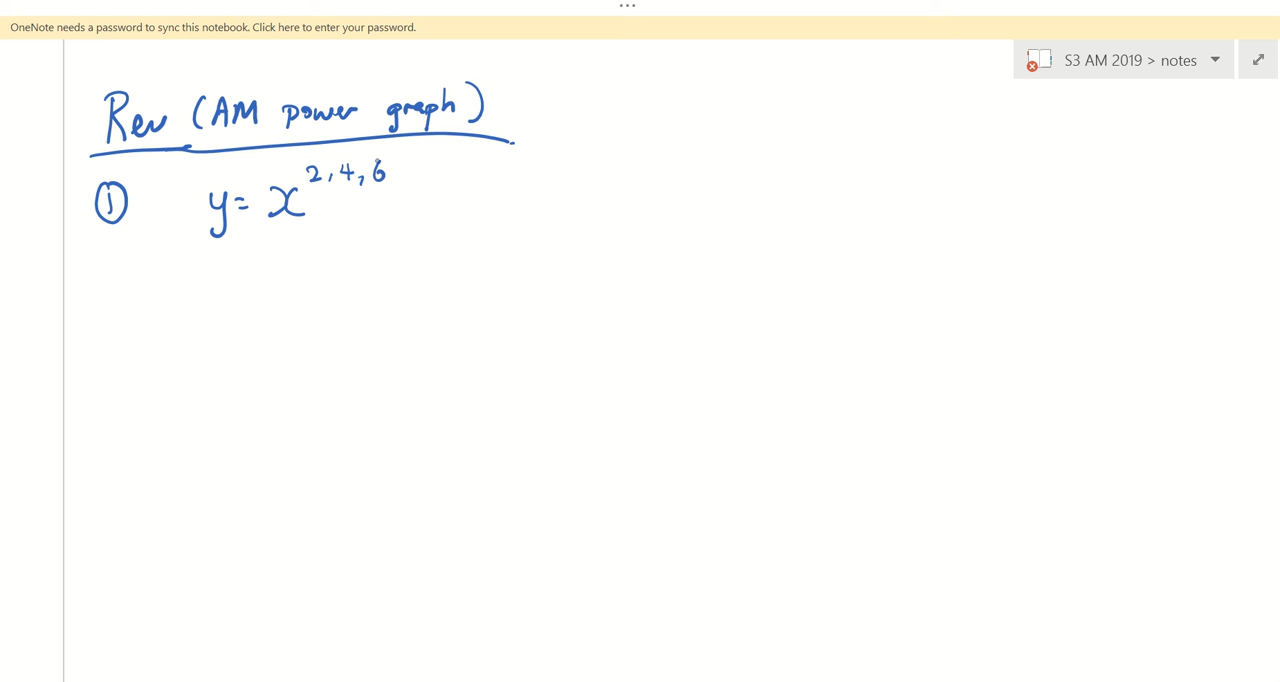 ...
OneNote needs a password to sync this notebook. Click here to enter your password.
S3 AM 2019 > notes
Rev (AM power graph)
① y = x^2,4,6